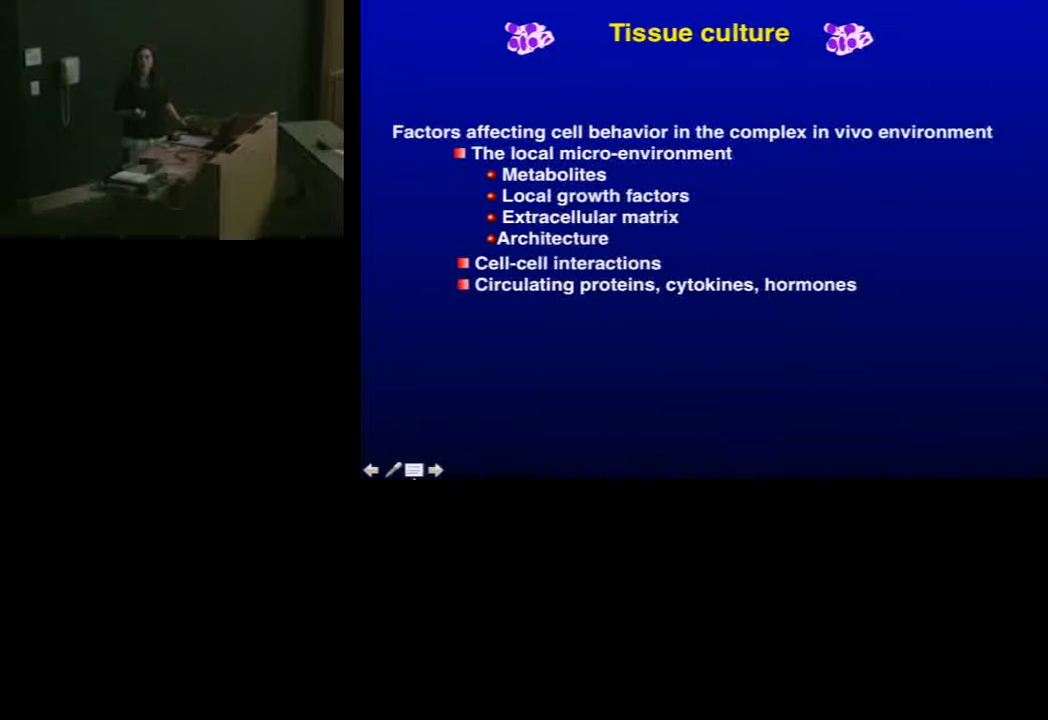 Tissue culture
Factors affecting cell behavior in the complex in vivo environment
The local micro-environment
Metabolites
Local growth factors
Extracellular matrix
Architecture
Cell-cell interactions
Circulating proteins, cytokines, hormones